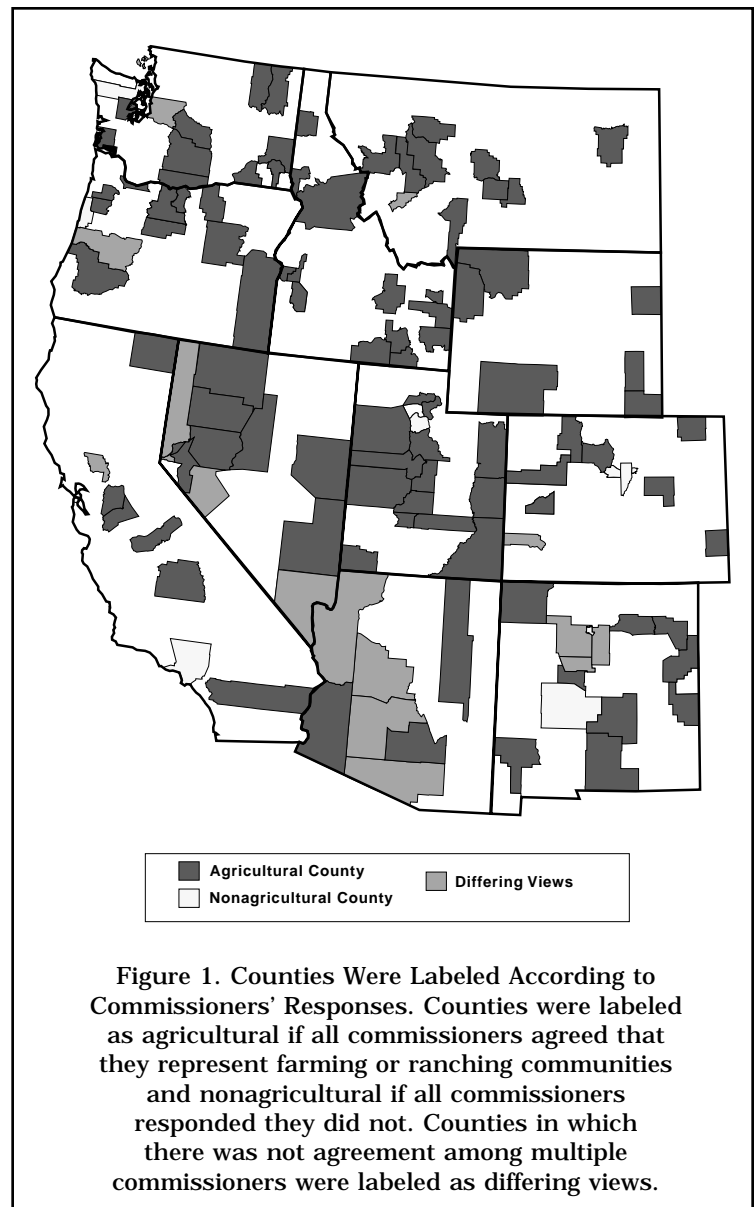 Agricultural County
Nonagricultural County
Differing Views
Figure 1. Counties Were Labeled According to
Commissioners’ Responses. Counties were labeled
as agricultural if all commissioners agreed that
they represent farming or ranching communities
and nonagricultural if all commissioners
responded they did not. Counties in which
there was not agreement among multiple
commissioners were labeled as differing views.